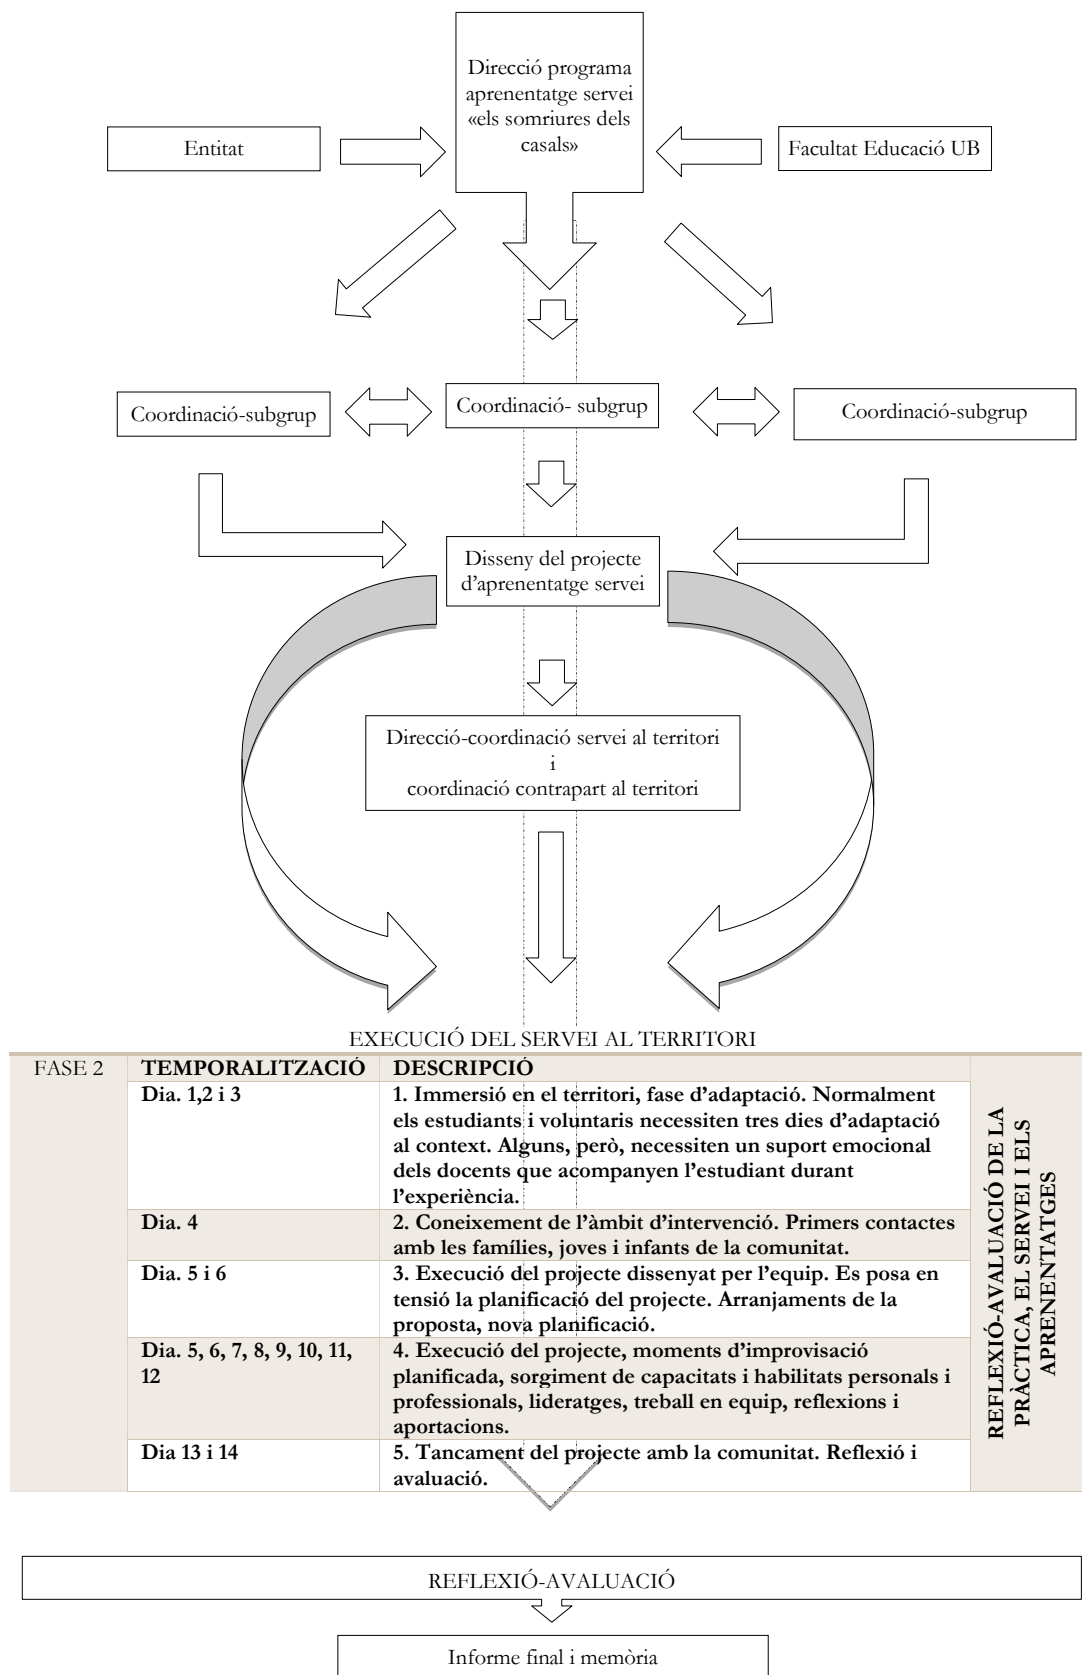 Direcció programa
aprenentatge servei
«els somriures dels
casals»
Entitat
Facultat Educació UB
Coordinació-subgrup
Coordinació- subgrup
Coordinació-subgrup
Disseny del projecte
d'aprenentatge servei
Direcció-coordinació servei al territori
i
coordinació contrapart al territori
EXECUCIÓ DEL SERVEI AL TERRITORI
FASE 2
TEMPORALITZACIÓ
DESCRIPCIÓ
Dia. 1,2 i 3
1. Immersió en el territori, fase d'adaptació. Normalment
els estudiants i voluntaris necessiten tres dies d'adaptació
al context. Alguns, però, necessiten un suport emocional
dels docents que acompanyen l'estudiant durant
l'experiència.
Dia. 4
2. Coneixement de l'àmbit d'intervenció. Primers contactes
amb les famílies, joves i infants de la comunitat.
Dia. 5 i 6
3. Execució del projecte dissenyat per l'equip. Es posa en
tensió la planificació del projecte. Arranjaments de la
proposta, nova planificació.
Dia. 5, 6, 7, 8, 9, 10, 11,
12
4. Execució del projecte, moments d'improvisació
planificada, sorgiment de capacitats i habilitats personals i
professionals, lideratges, treball en equip, reflexions i
aportacions.
Dia 13 i 14
5. Tancament del projecte amb la comunitat. Reflexió i
avaluació.
REFLEXIÓ-AVALUACIÓ DE LA
PRÀCTICA, EL SERVEI I ELS
APRENENTATGES
REFLEXIÓ-AVALUACIÓ
Informe final i memòria